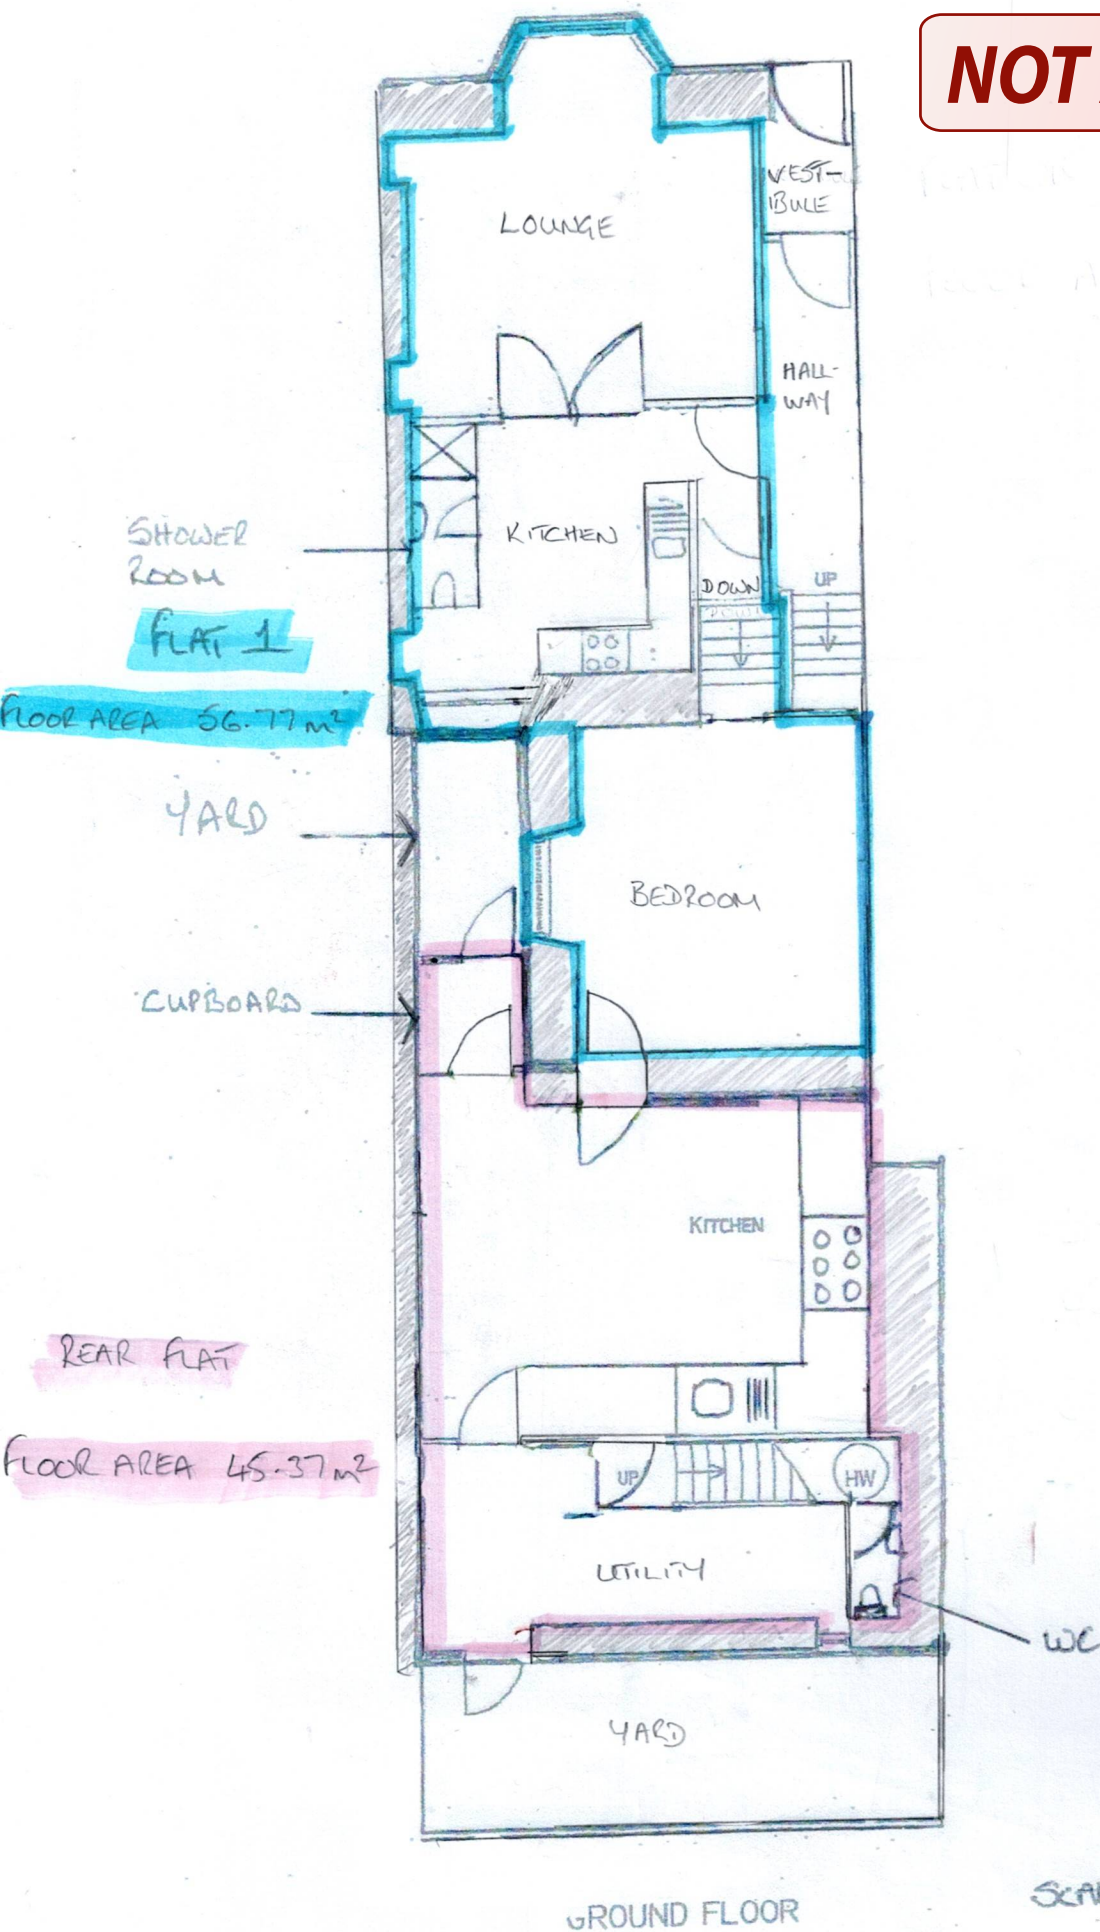 NOT
VEST-
IBULE
LOUNGE
HALL-
WAY
SHOWER
ROOM
KITCHEN
DOWN
UP
FLAT 1
FLOOR AREA 56.77m²
YARD
BEDROOM
CUPBOARD
KITCHEN
REAR FLAT
FLOOR AREA 45.37m²
UP
HW
UTILITY
WC
YARD
GROUND FLOOR